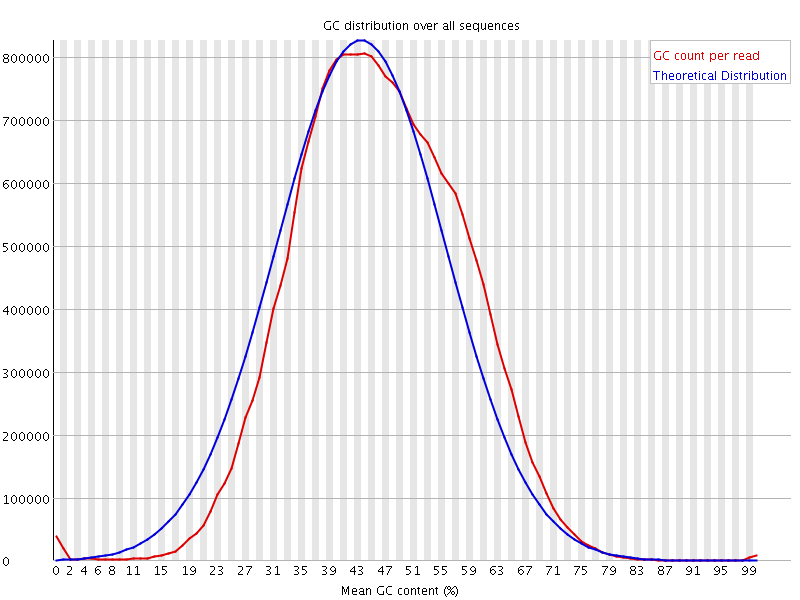 GC distribution over all sequences
GC count per read
Theoretical Distribution
800000
700000
600000
500000
400000
300000
200000
100000
0
0 2 4 6 8 11 15 19 23 27 31 35 39 43 47 51 55 59 63 67 71 75 79 83 87 91 95 99
Mean GC content (%)